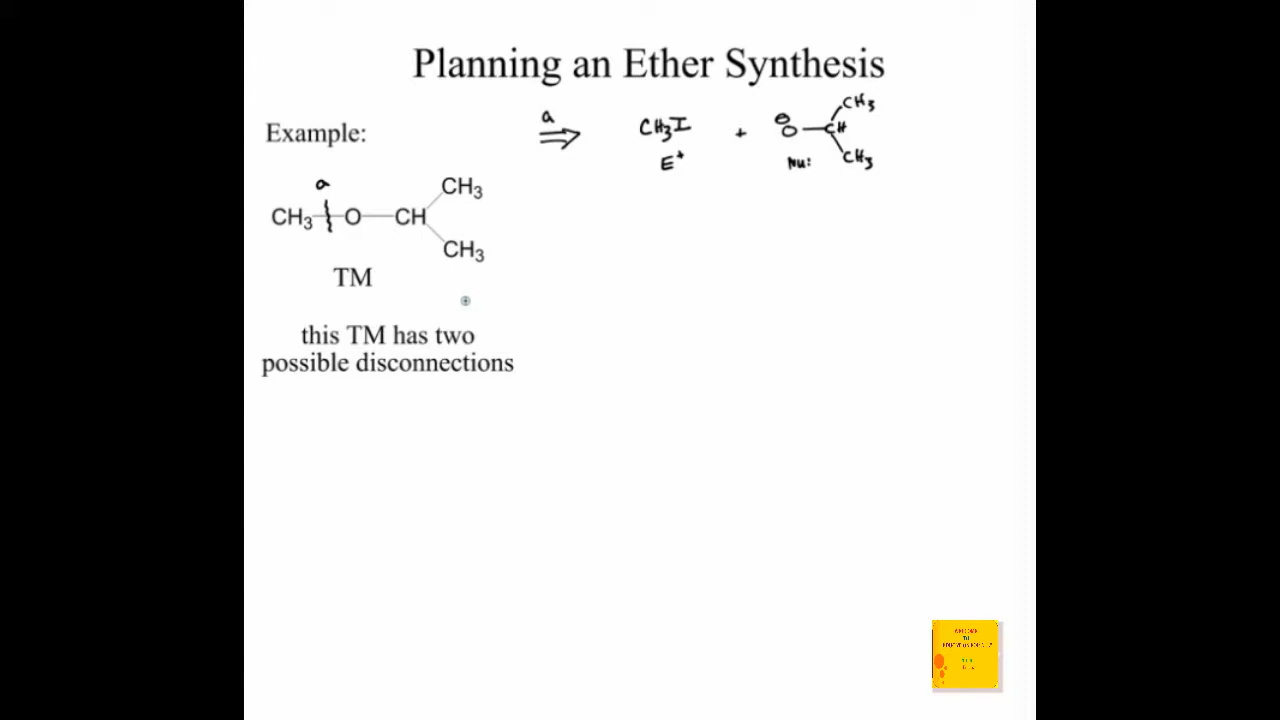 Planning an Ether Synthesis
Example:
a
CH3I + ⊖O—CH
CH3
CH3
E+
Nu:
a
CH3—O—CH
CH3
CH3
TM
this TM has two
possible disconnections